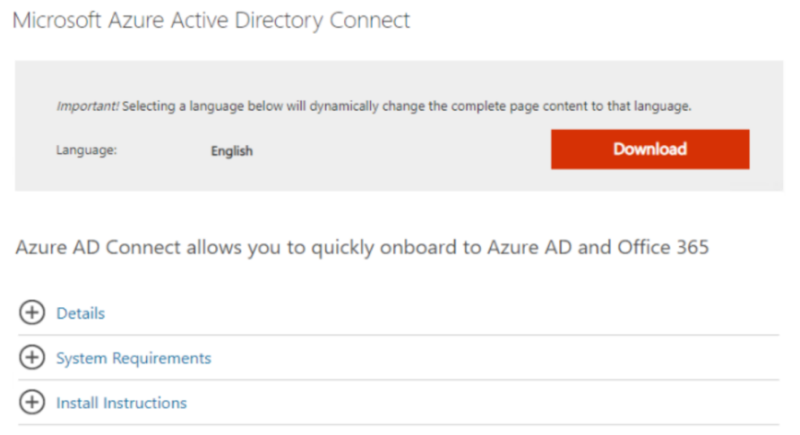 Microsoft Azure Active Directory Connect
Important! Selecting a language below will dynamically change the complete page content to that language.
Language: English Download
Azure AD Connect allows you to quickly onboard to Azure AD and Office 365
Details
System Requirements
Install Instructions